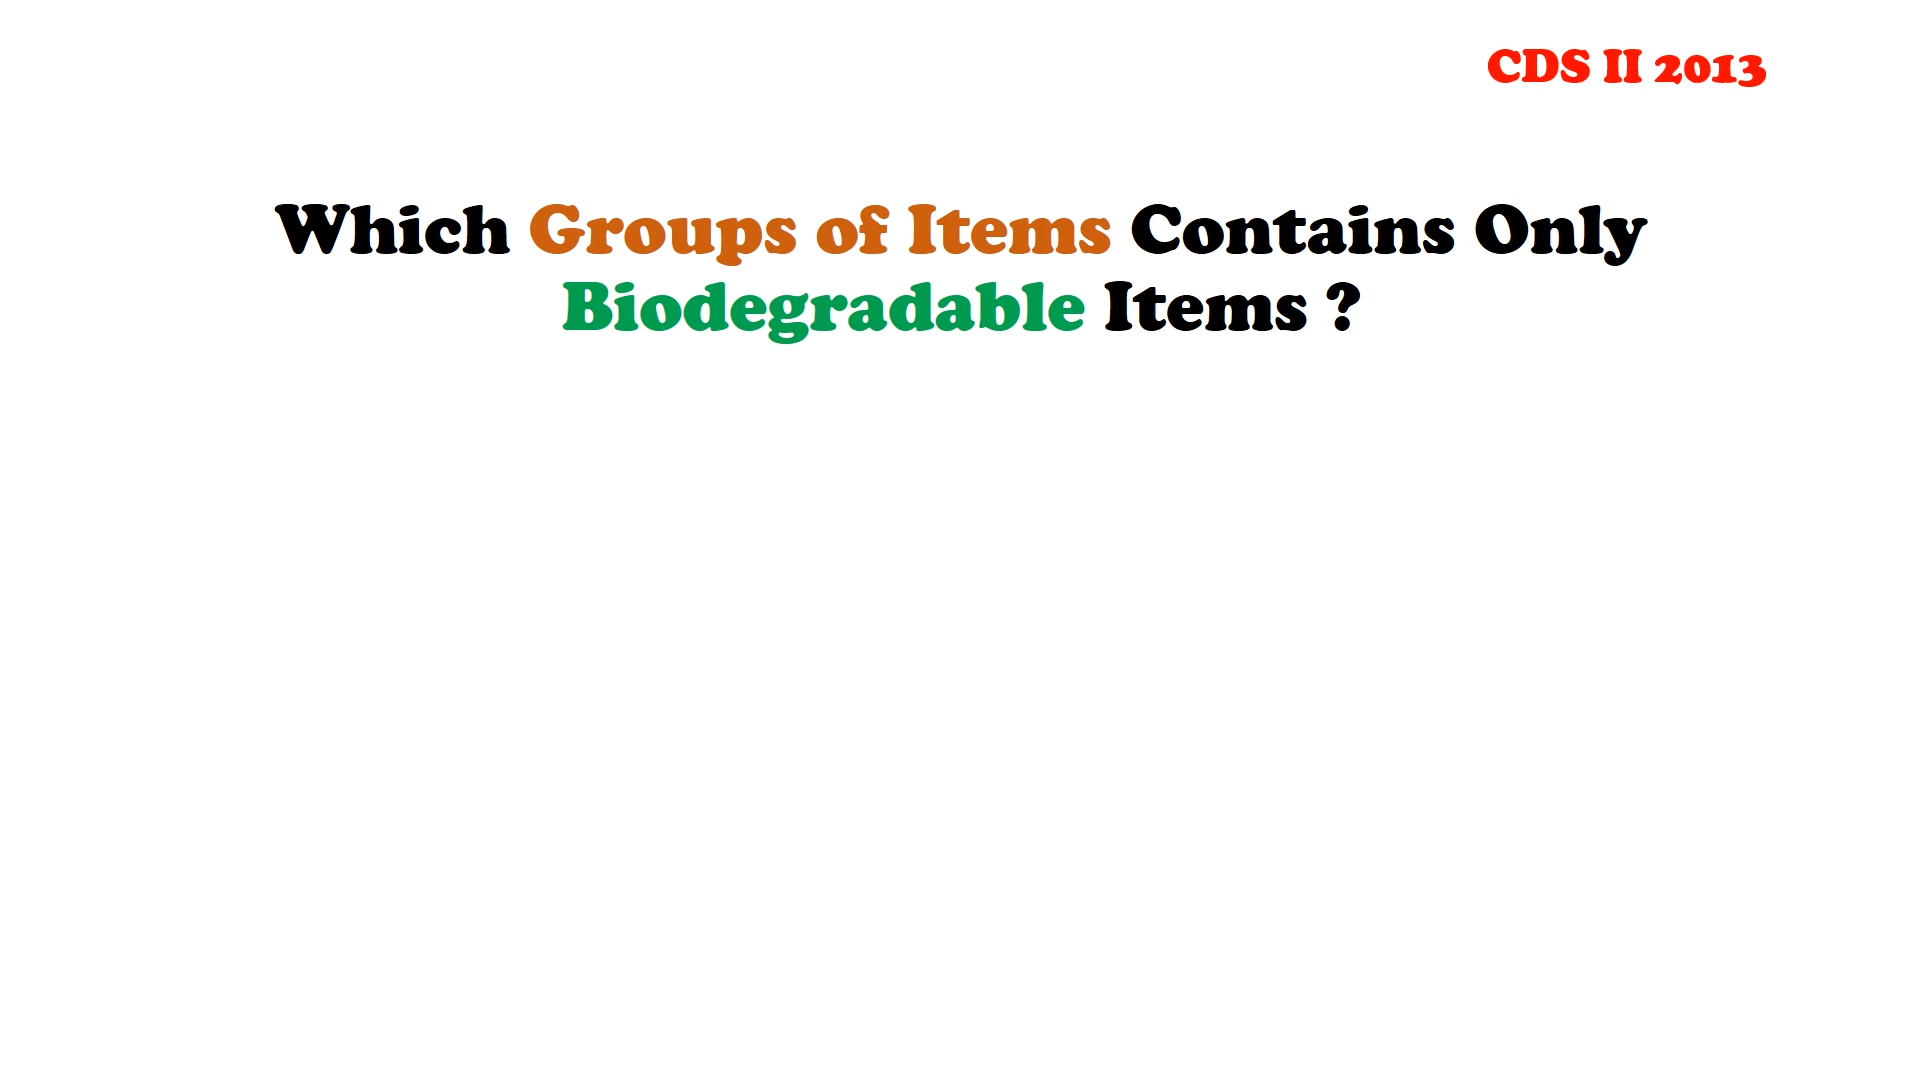 CDS II 2013
Which Groups of Items Contains Only
Biodegradable Items ?